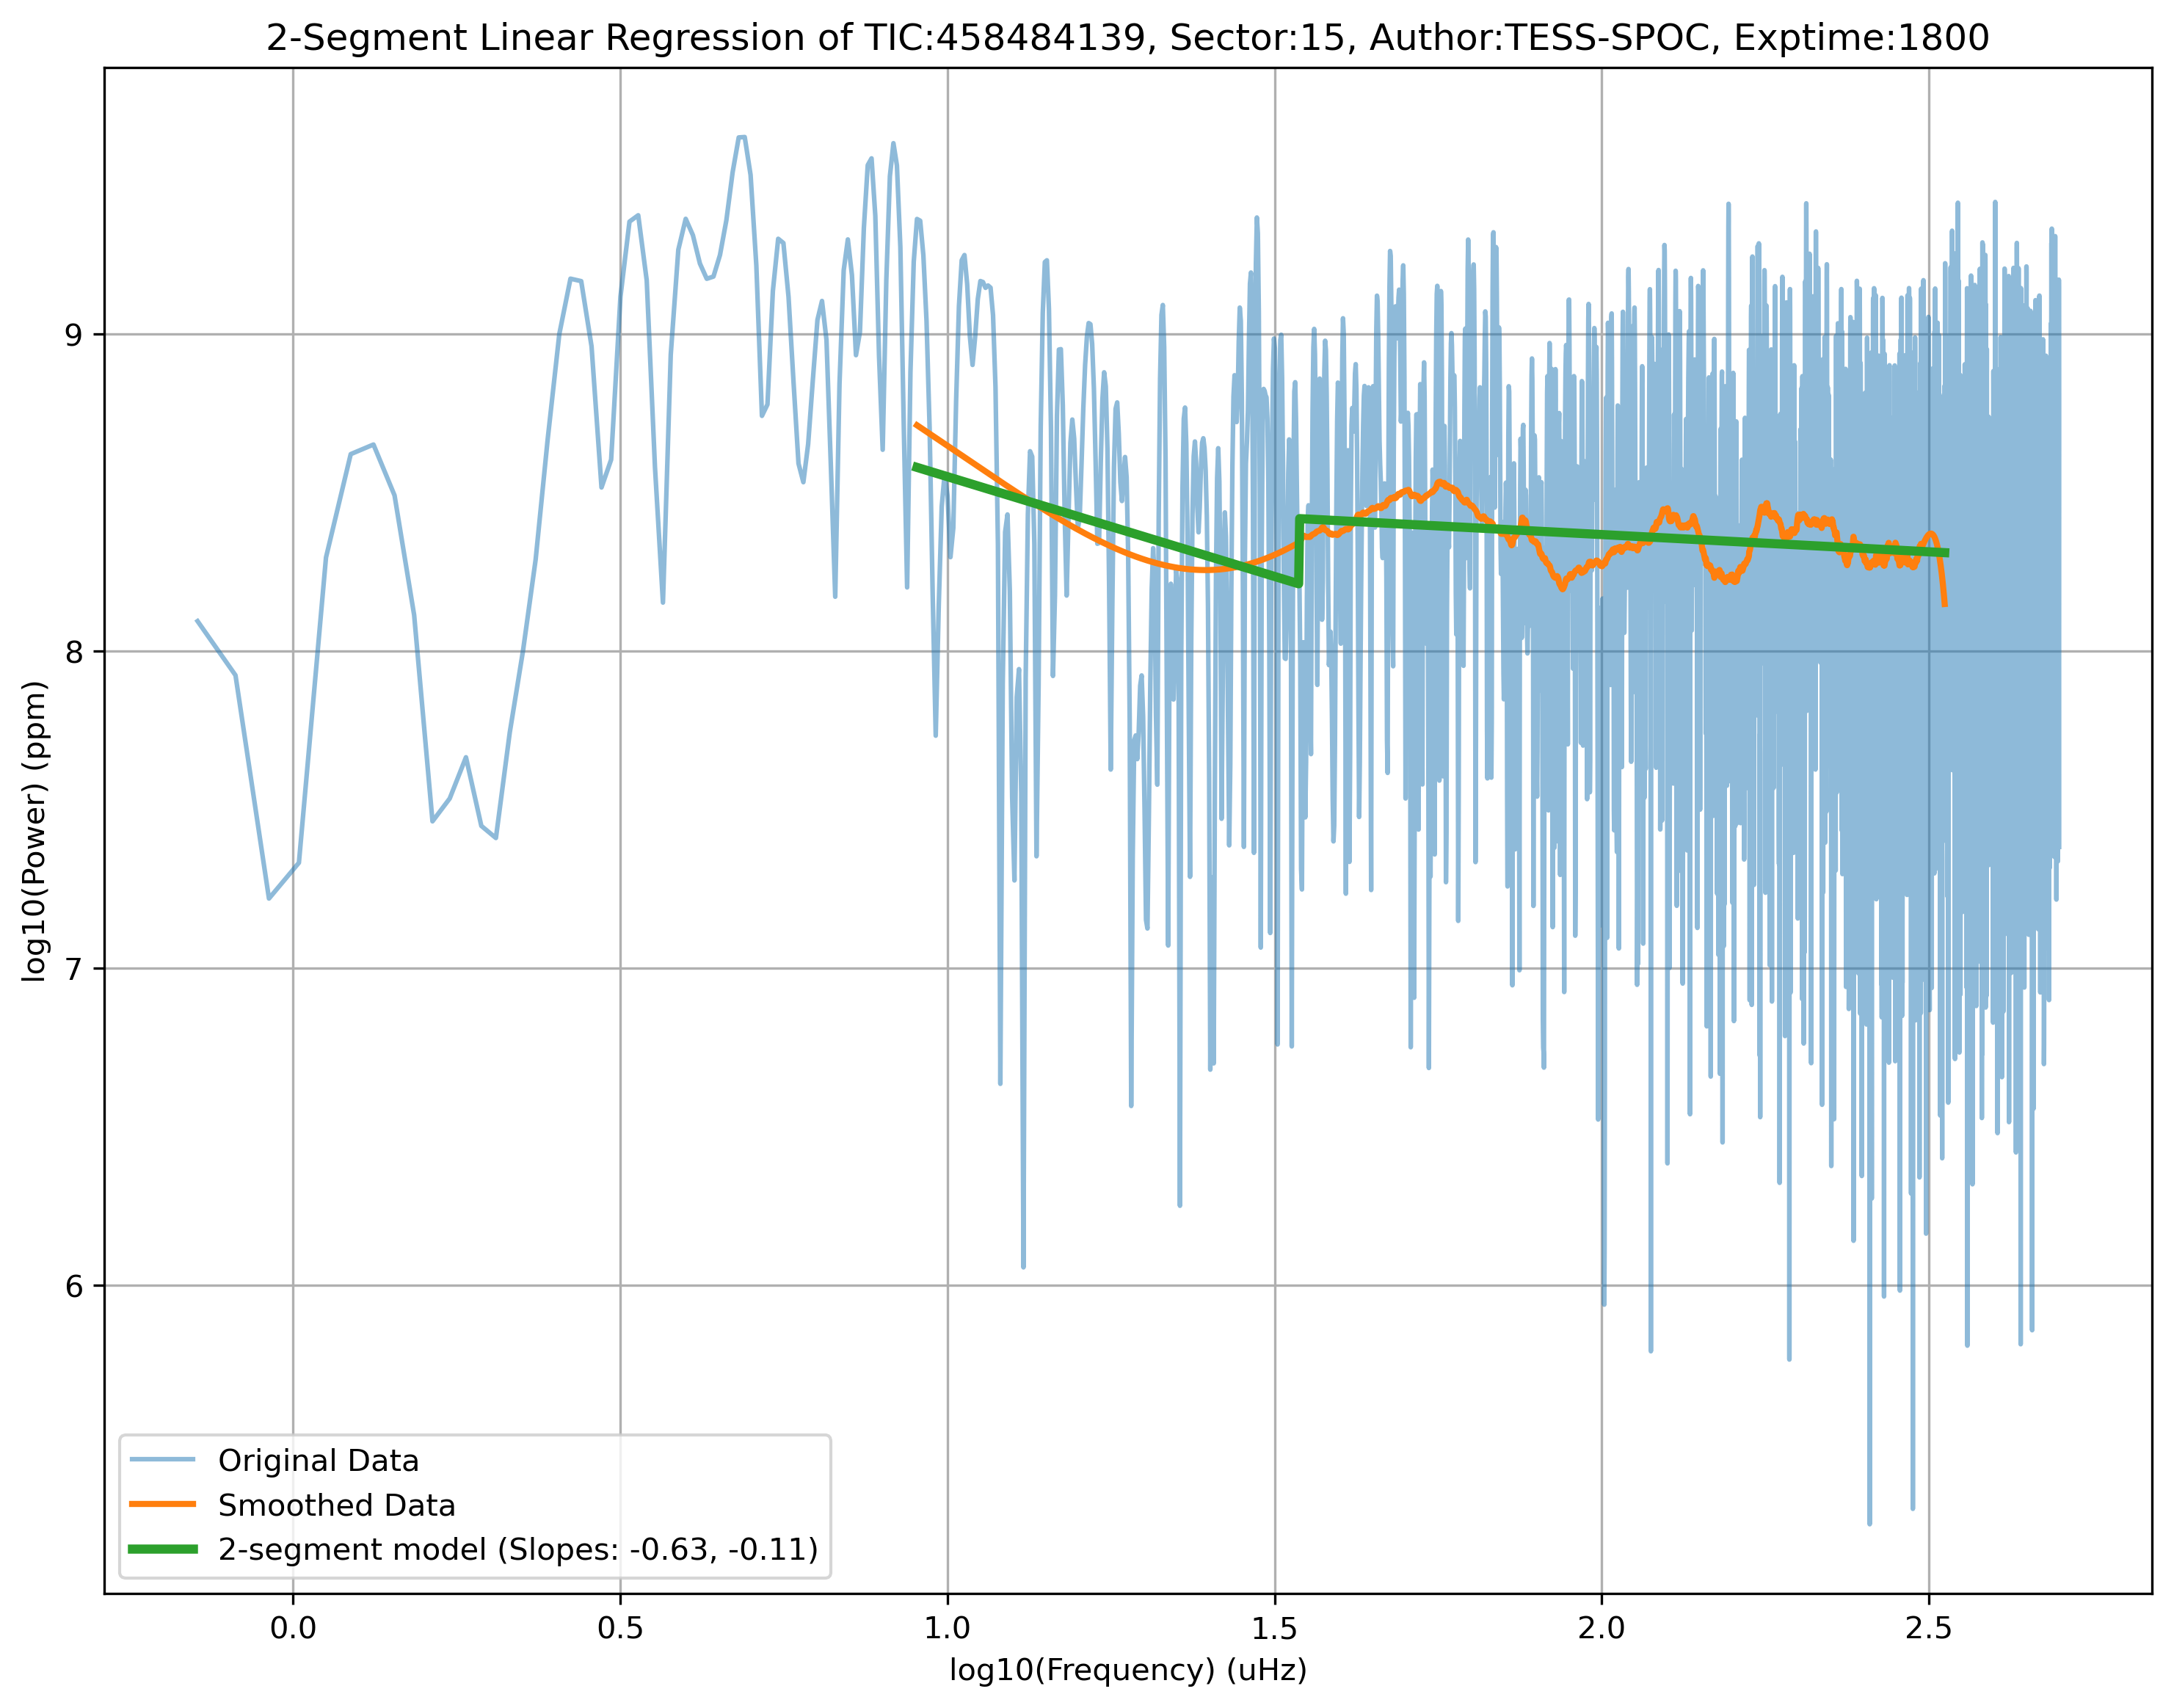 2-Segment Linear Regression of TIC:458484139, Sector:15, Author:TESS-SPOC, Exptime:1800
log10(Power) (ppm)
9
8
7
6
Original Data
Smoothed Data
2-segment model (Slopes: -0.63, -0.11)
0.0 0.5 1.0 1.5 2.0 2.5
log10(Frequency) (uHz)